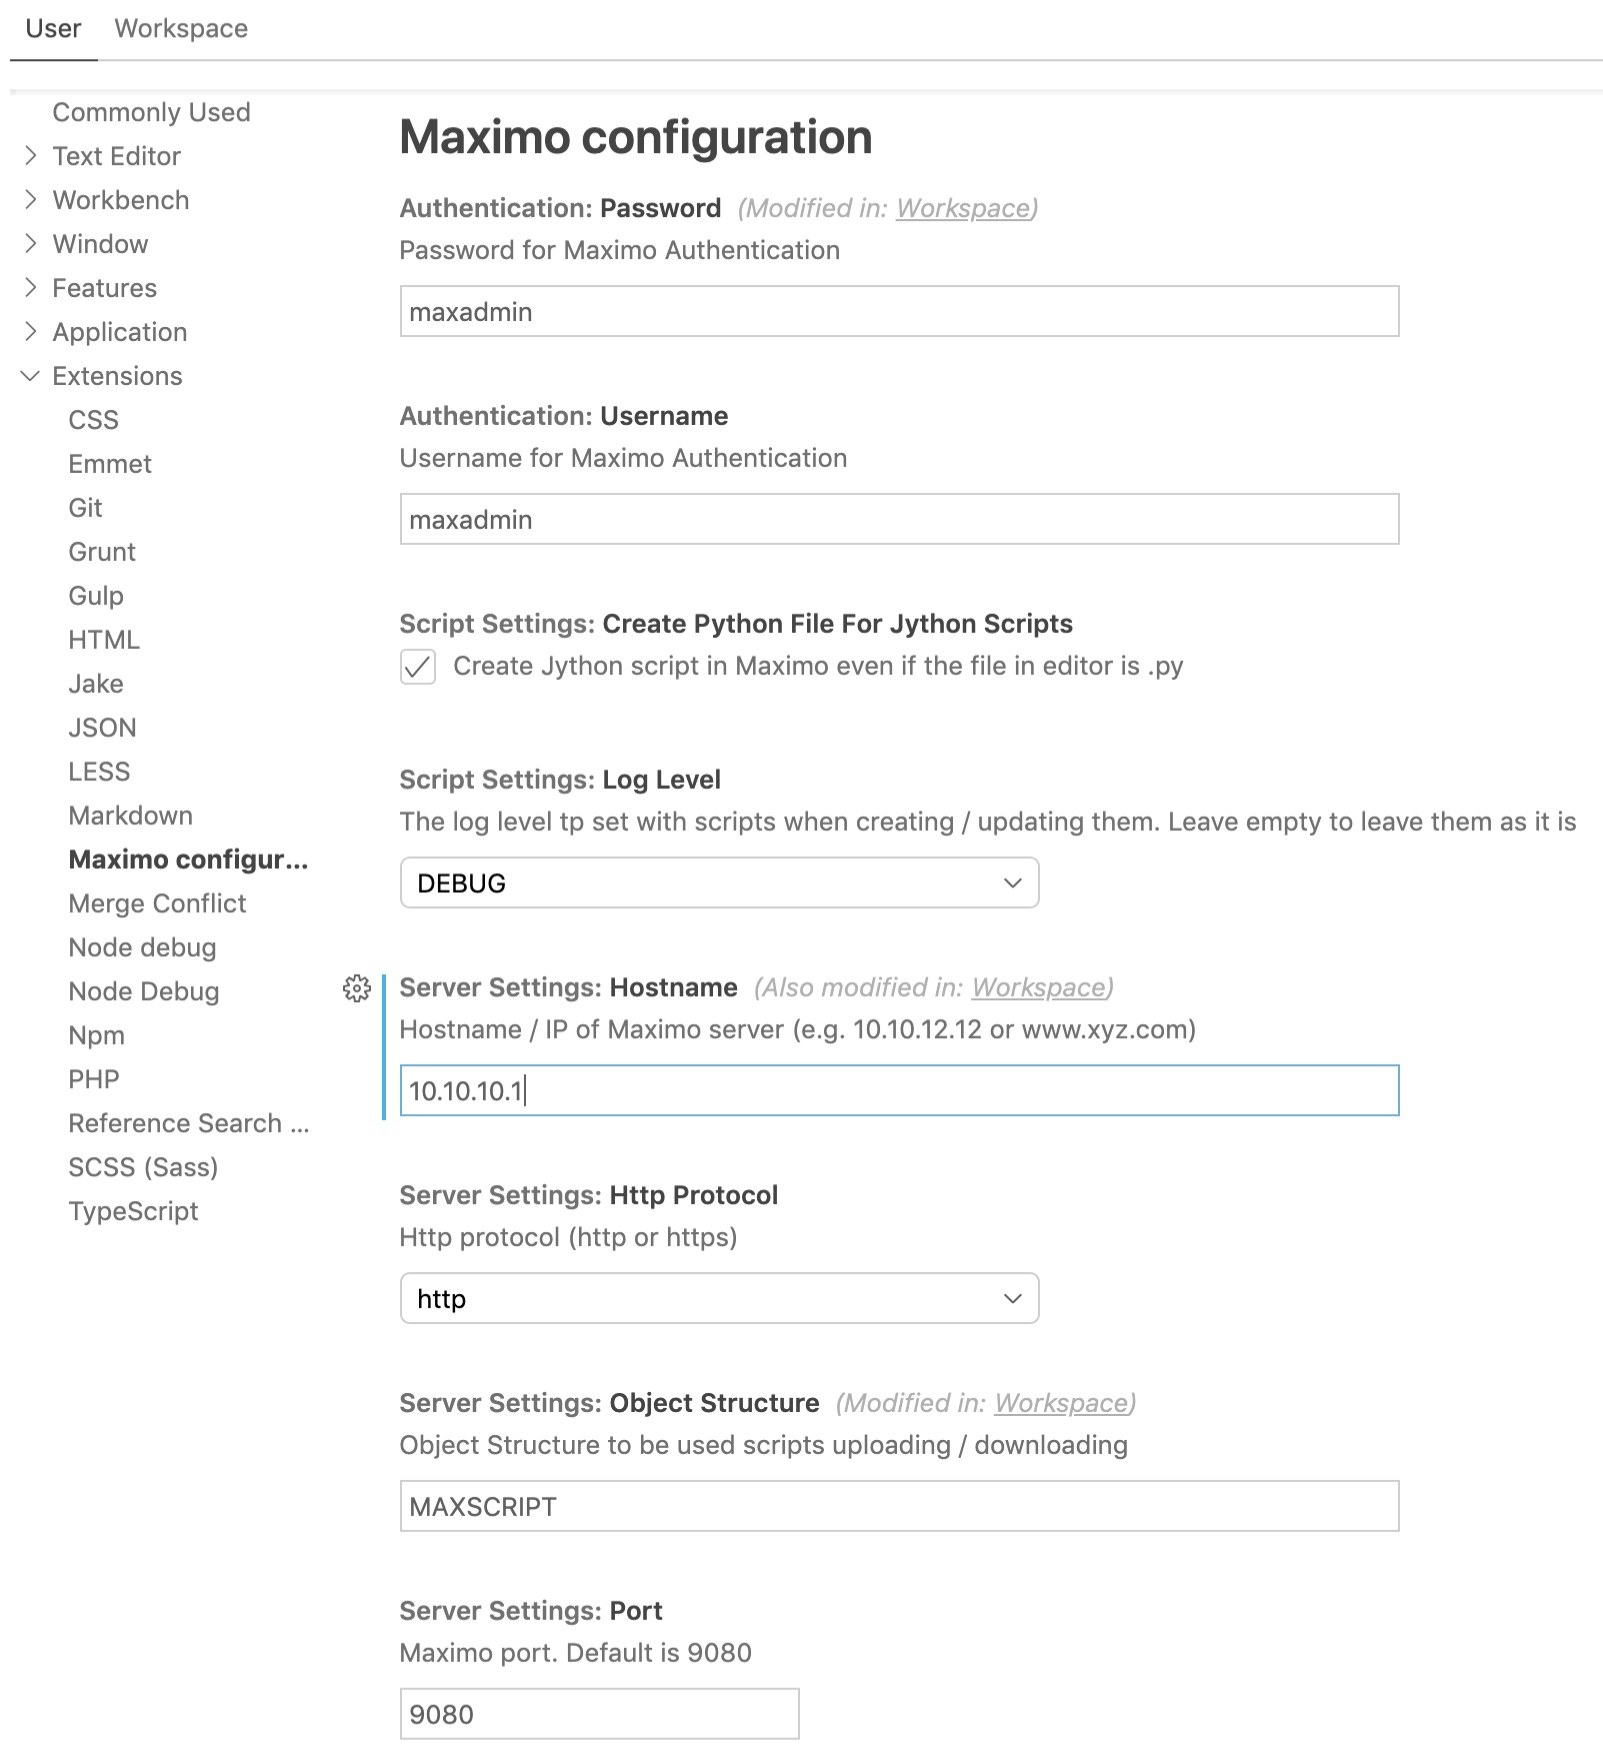 User Workspace
Commonly Used
Text Editor
Workbench
Window
Features
Application
Extensions
CSS
Emmet
Git
Grunt
Gulp
HTML
Jake
JSON
LESS
Markdown
Maximo configur...
Merge Conflict
Node debug
Node Debug
Npm
PHP
Reference Search ...
SCSS (Sass)
TypeScript
Maximo configuration
Authentication: Password (Modified in: Workspace)
Password for Maximo Authentication
maxadmin
Authentication: Username
Username for Maximo Authentication
maxadmin
Script Settings: Create Python File For Jython Scripts
Create Jython script in Maximo even if the file in editor is .py
Script Settings: Log Level
The log level tp set with scripts when creating / updating them. Leave empty to leave them as it is
DEBUG
Server Settings: Hostname (Also modified in: Workspace)
Hostname / IP of Maximo server (e.g. 10.10.12.12 or www.xyz.com)
10.10.10.1
Server Settings: Http Protocol
Http protocol (http or https)
http
Server Settings: Object Structure (Modified in: Workspace)
Object Structure to be used scripts uploading / downloading
MAXSCRIPT
Server Settings: Port
Maximo port. Default is 9080
9080